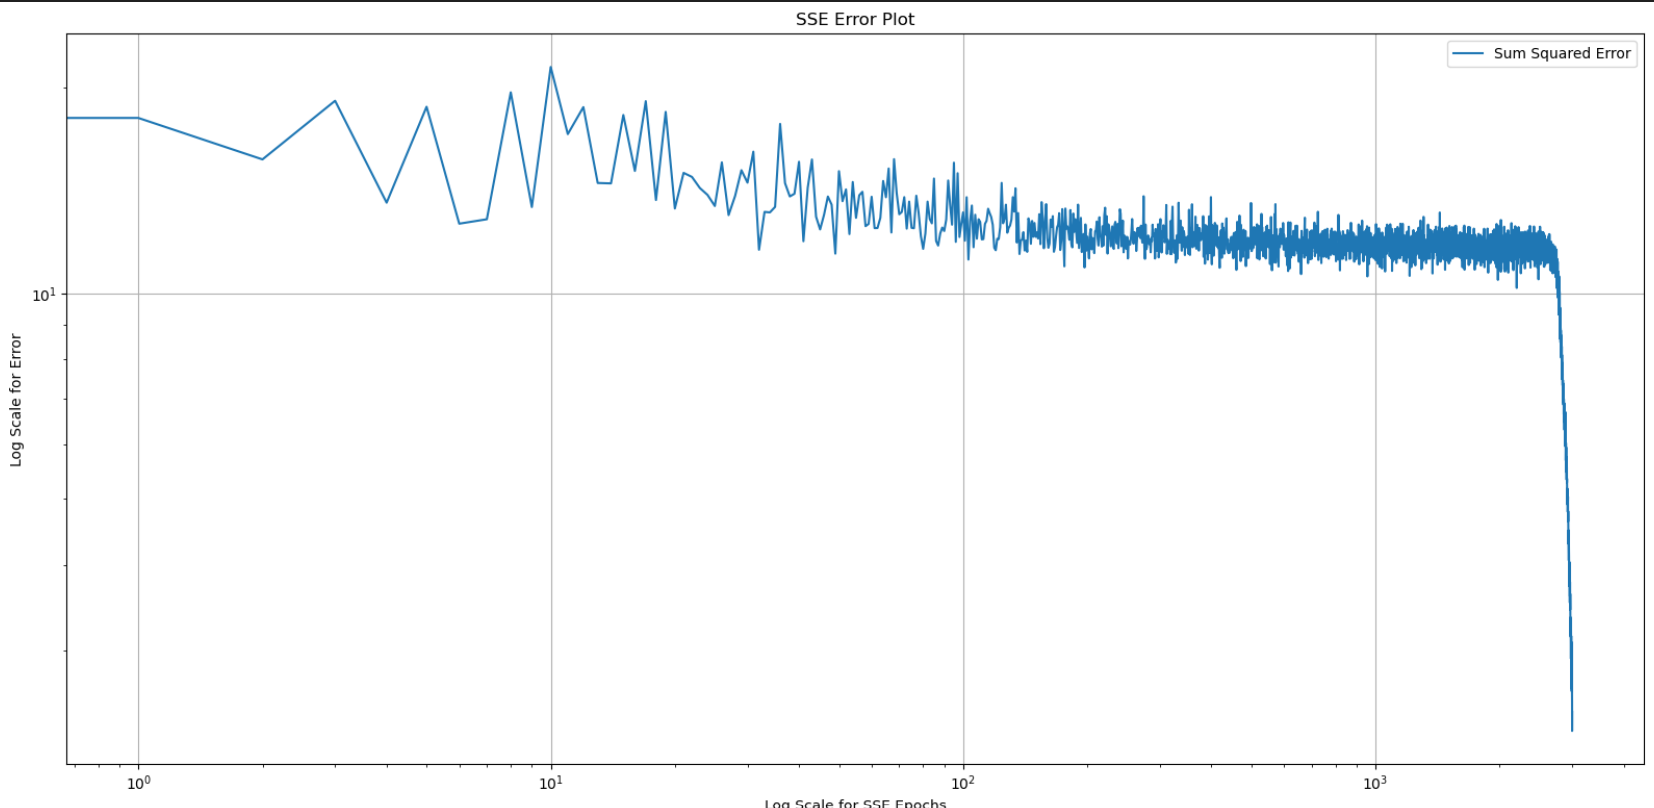 SSE Error Plot
Sum Squared Error
Log Scale for Error
10¹
10⁰ 10¹ 10² 10³
Log Scale for SSE Epochs